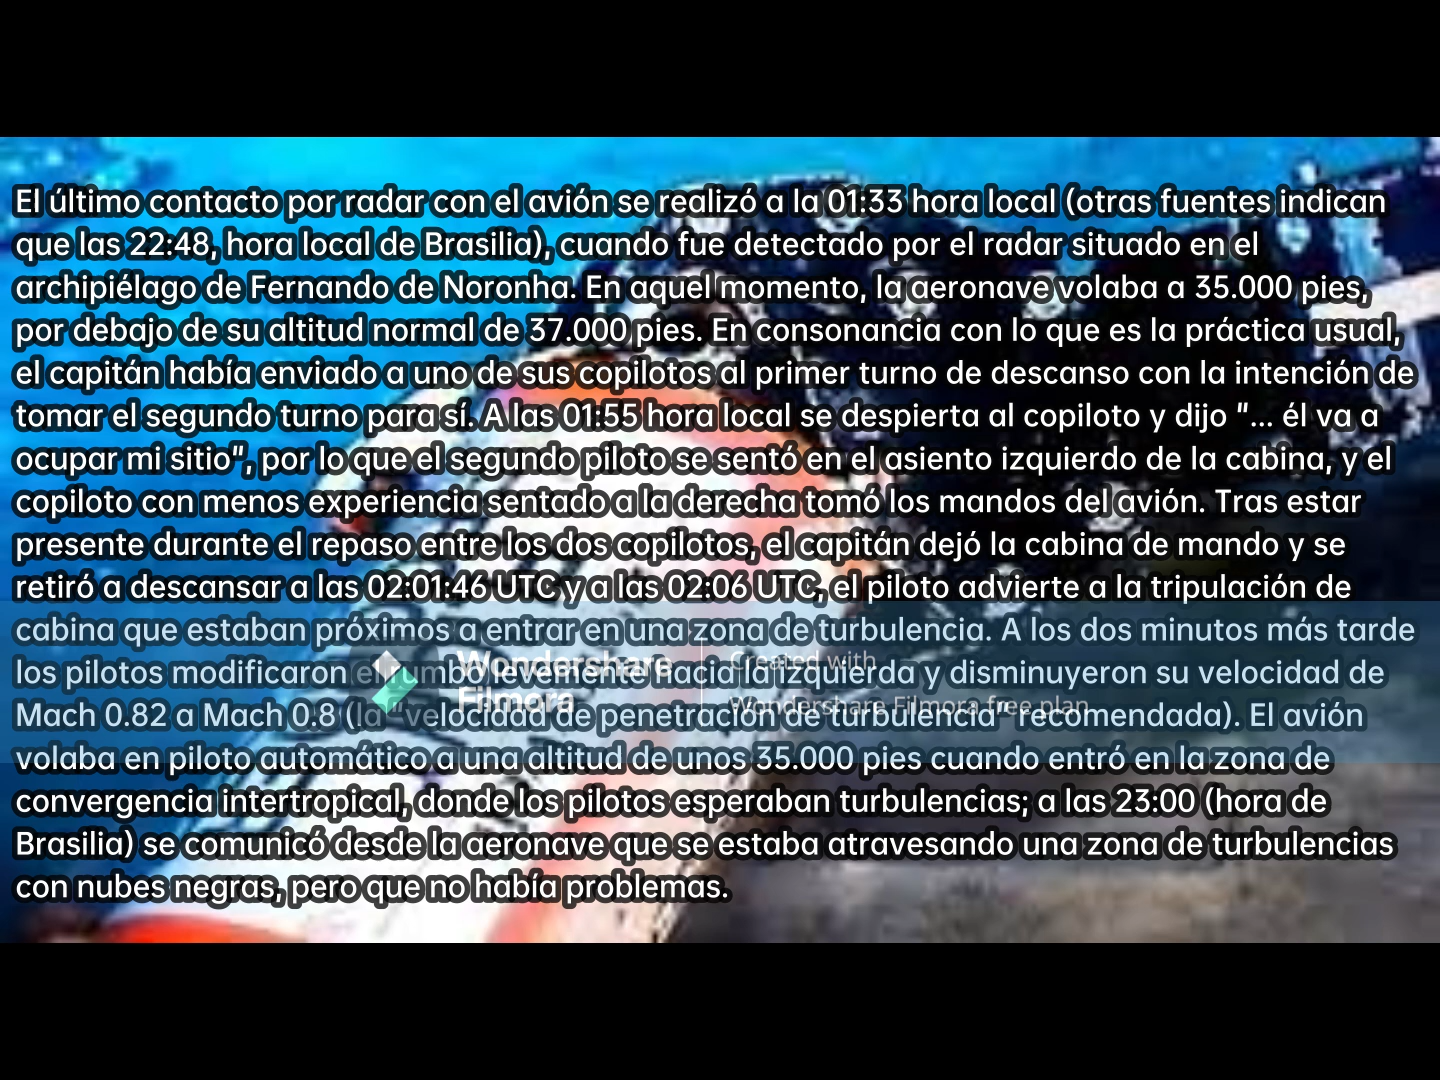 El último contacto por radar con el avión se realizó a la 01:33 hora local (otras fuentes indican
que las 22:48, hora local de Brasilia), cuando fue detectado por el radar situado en el
archipiélago de Fernando de Noronha. En aquel momento, la aeronave volaba a 35.000 pies,
por debajo de su altitud normal de 37.000 pies. En consonancia con lo que es la práctica usual,
el capitán había enviado a uno de sus copilotos al primer turno de descanso con la intención de
tomar el segundo turno para sí. A las 01:55 hora local se despierta al copiloto y dijo "... él va a
ocupar mi sitio", por lo que el segundo piloto se sentó en el asiento izquierdo de la cabina, y el
copiloto con menos experiencia sentado a la derecha tomó los mandos del avión. Tras estar
presente durante el repaso entre los dos copilotos, el capitán dejó la cabina de mando y se
retiró a descansar a las 02:01:46 UTC y a las 02:06 UTC, el piloto advierte a la tripulación de
cabina que estaban próximos a entrar en una zona de turbulencia. A los dos minutos más tarde
los pilotos modificaron el rumbo levemente hacia la izquierda y disminuyeron su velocidad de
Mach 0.82 a Mach 0.8 (la "velocidad de penetración de turbulencia" recomendada). El avión
volaba en piloto automático a una altitud de unos 35.000 pies cuando entró en la zona de
convergencia intertropical, donde los pilotos esperaban turbulencias; a las 23:00 (hora de
Brasilia) se comunicó desde la aeronave que se estaba atravesando una zona de turbulencias
con nubes negras, pero que no había problemas.
Wondershare
Filmora
Created with
Wondershare Filmora free plan